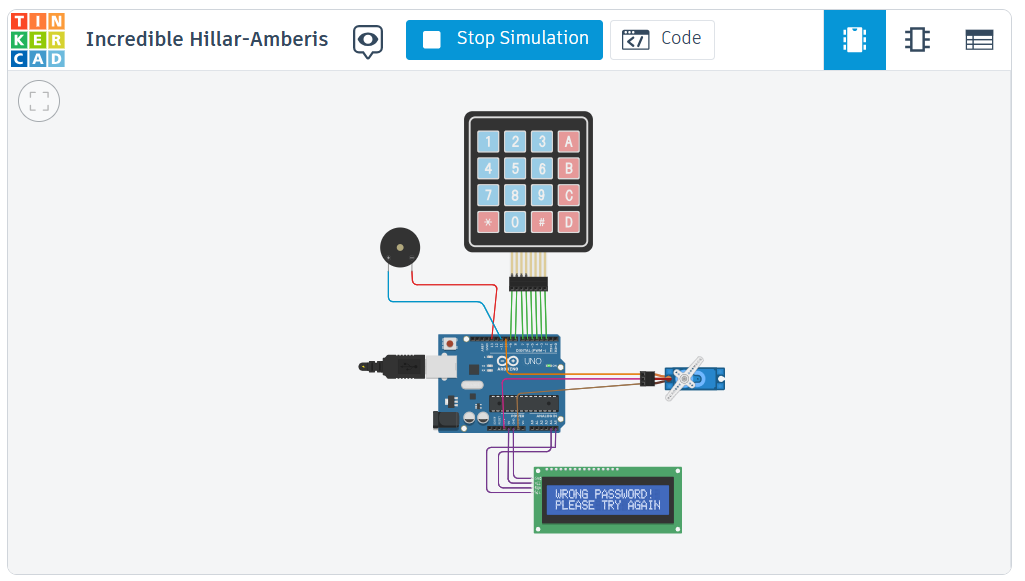 TIN
KER
CAD
Incredible Hillar-Amberis
Stop Simulation
Code
1 2 3 A
4 5 6 B
7 8 9 C
* 0 # D
UNO
WRONG PASSWORD!
PLEASE TRY AGAIN